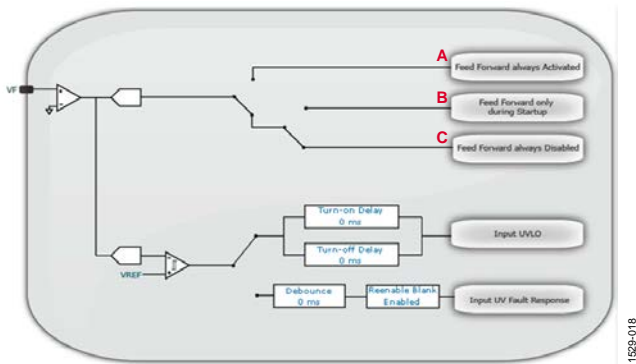 A
Feed Forward always Activated
VF
B
Feed Forward only
during Startup
C
Feed Forward always Disabled
Turn-on Delay
0 ms
Input UVLO
Turn-off Delay
0 ms
VREF
Debounce
0 ms
Reenable Blank
Enabled
Input UV Fault Response
1529-018